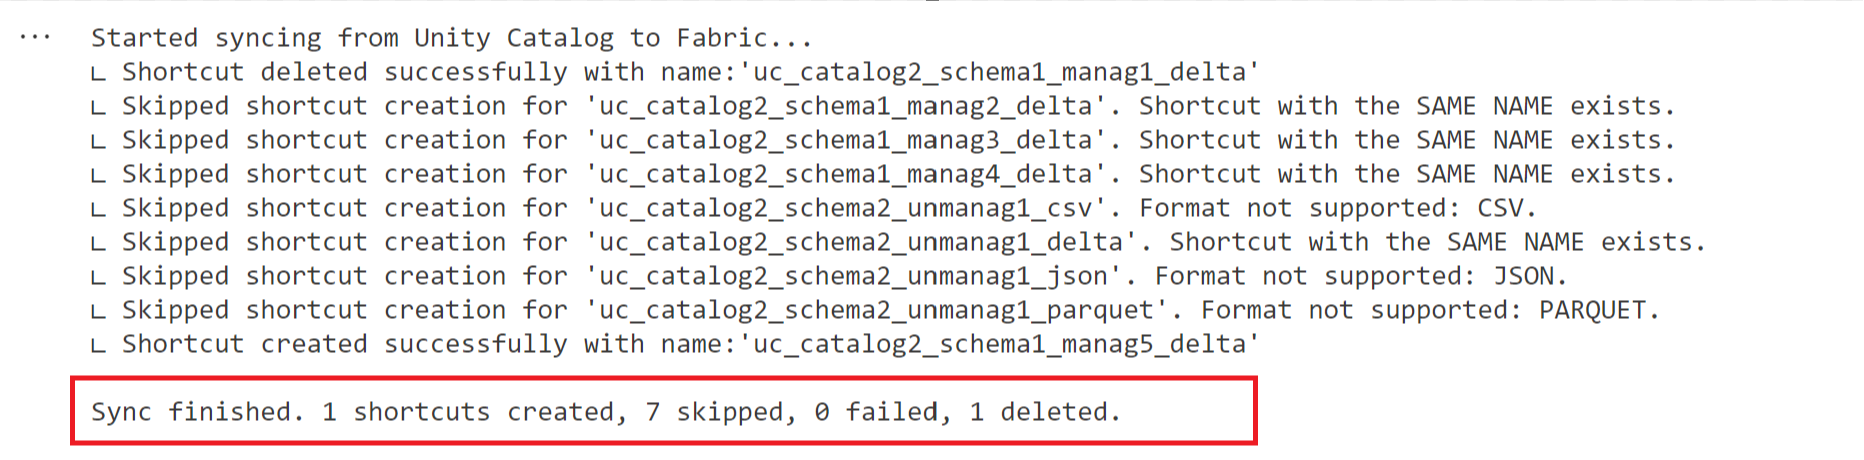 ...
Started syncing from Unity Catalog to Fabric...
∟ Shortcut deleted successfully with name:'uc_catalog2_schema1_manag1_delta'
∟ Skipped shortcut creation for 'uc_catalog2_schema1_manag2_delta'. Shortcut with the SAME NAME exists.
∟ Skipped shortcut creation for 'uc_catalog2_schema1_manag3_delta'. Shortcut with the SAME NAME exists.
∟ Skipped shortcut creation for 'uc_catalog2_schema1_manag4_delta'. Shortcut with the SAME NAME exists.
∟ Skipped shortcut creation for 'uc_catalog2_schema2_unmanag1_csv'. Format not supported: CSV.
∟ Skipped shortcut creation for 'uc_catalog2_schema2_unmanag1_delta'. Shortcut with the SAME NAME exists.
∟ Skipped shortcut creation for 'uc_catalog2_schema2_unmanag1_json'. Format not supported: JSON.
∟ Skipped shortcut creation for 'uc_catalog2_schema2_unmanag1_parquet'. Format not supported: PARQUET.
∟ Shortcut created successfully with name:'uc_catalog2_schema1_manag5_delta'
Sync finished. 1 shortcuts created, 7 skipped, 0 failed, 1 deleted.